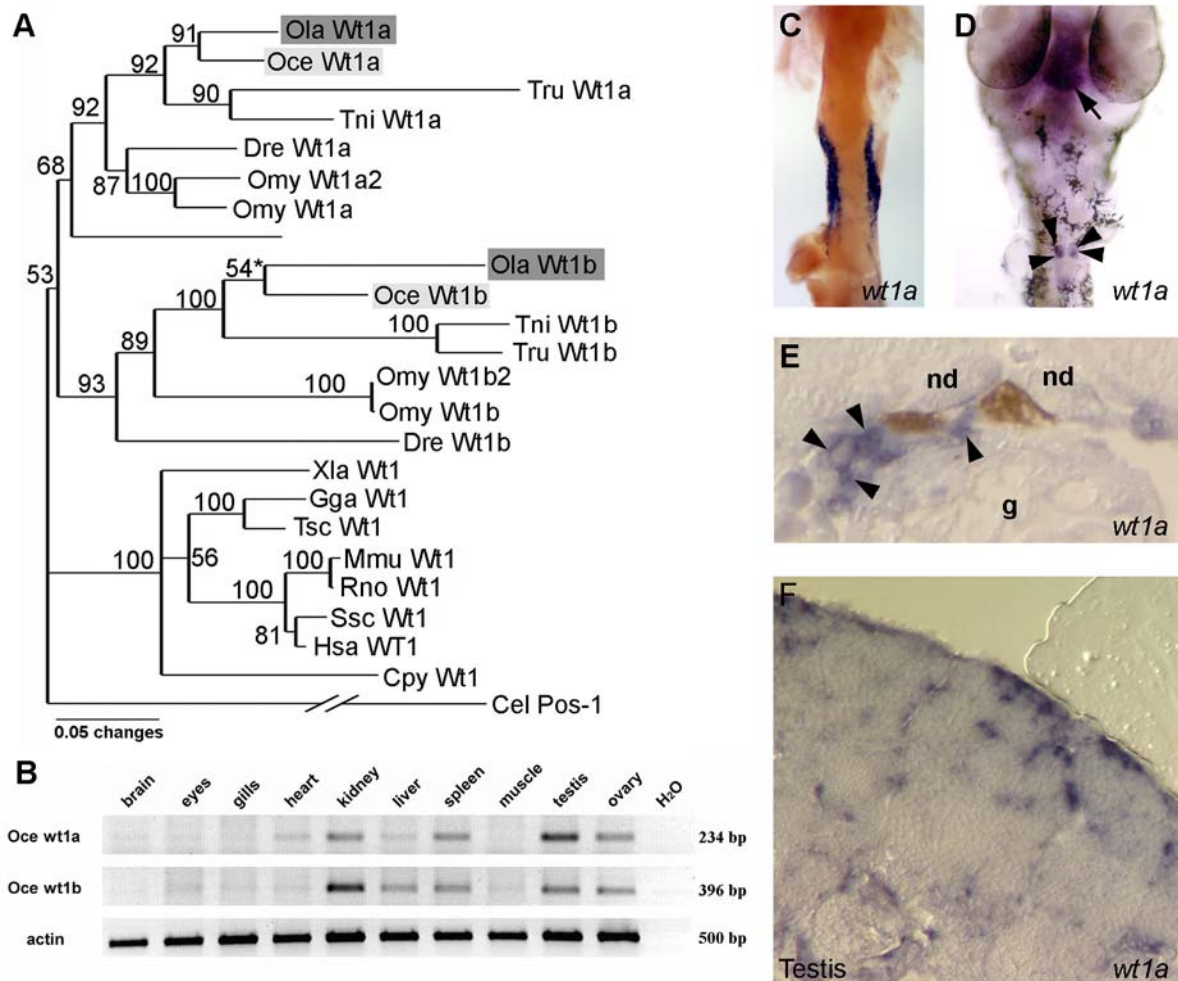 A
91
Ola Wt1a
Oce Wt1a
92
90
Tru Wt1a
Tni Wt1a
92
Dre Wt1a
68
87
100
Omy Wt1a2
Omy Wt1a
53
54*
Ola Wt1b
Oce Wt1b
100
100
Tni Wt1b
Tru Wt1b
89
93
100
Omy Wt1b2
Omy Wt1b
Dre Wt1b
Xla Wt1
100
Gga Wt1
Tsc Wt1
100
56
100
100
Mmu Wt1
Rno Wt1
Ssc Wt1
81
Hsa WT1
Cpy Wt1
Cel Pos-1
0.05 changes
B
brain eyes gills heart kidney liver spleen muscle testis ovary H₂O
Oce wt1a 234 bp
Oce wt1b 396 bp
actin 500 bp
C
wt1a
D
wt1a
E
nd nd
g
wt1a
F
Testis wt1a